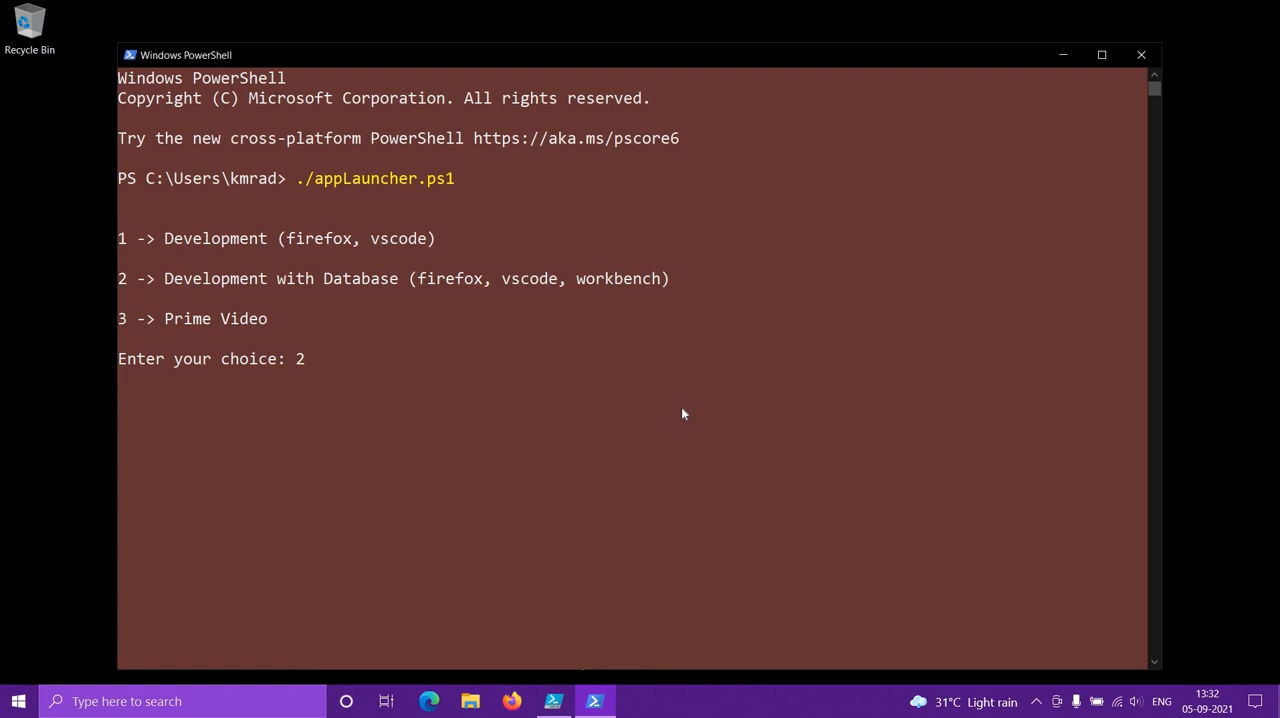 Recycle Bin
Windows PowerShell
Windows PowerShell
Copyright (C) Microsoft Corporation. All rights reserved.
Try the new cross-platform PowerShell https://aka.ms/pscore6
PS C:\Users\kmrad> ./appLauncher.ps1
1 -> Development (firefox, vscode)
2 -> Development with Database (firefox, vscode, workbench)
3 -> Prime Video
Enter your choice: 2
Type here to search
31°C Light rain
ENG
13:32
05-09-2021